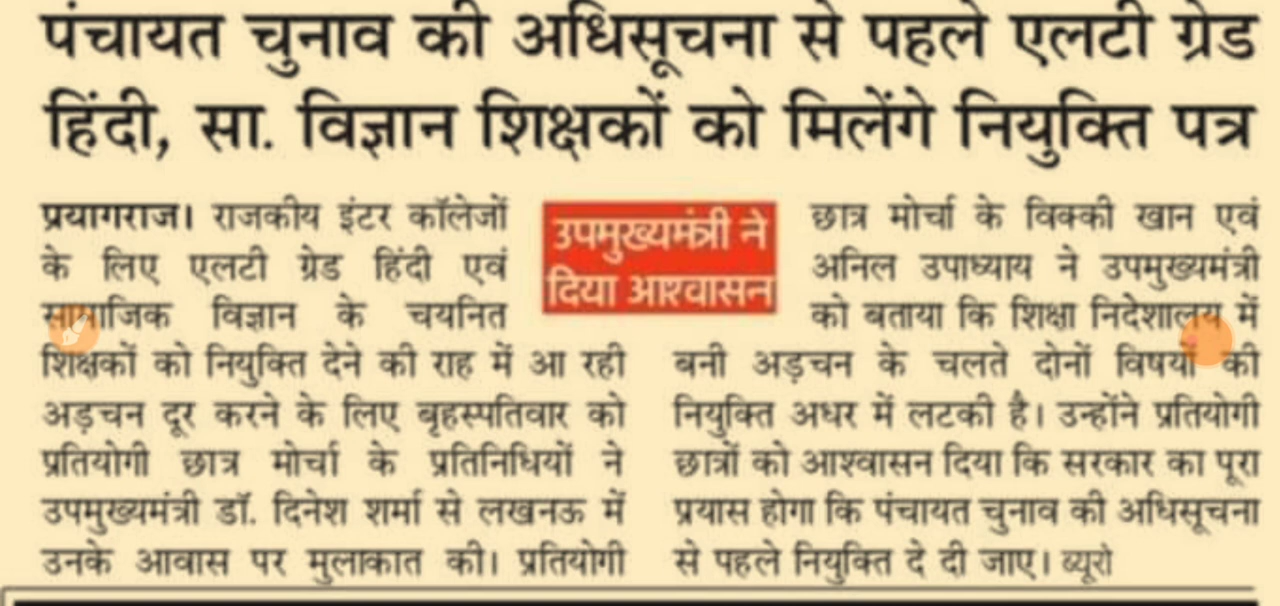 पंचायत चुनाव की अधिसूचना से पहले एलटी ग्रेड
हिंदी, सा. विज्ञान शिक्षकों को मिलेंगे नियुक्ति पत्र
प्रयागराज। राजकीय इंटर कॉलेजों
के लिए एलटी ग्रेड हिंदी एवं
सामाजिक विज्ञान के चयनित
शिक्षकों को नियुक्ति देने की राह में आ रही
अड़चन दूर करने के लिए बृहस्पतिवार को
प्रतियोगी छात्र मोर्चा के प्रतिनिधियों ने
उपमुख्यमंत्री डॉ. दिनेश शर्मा से लखनऊ में
उनके आवास पर मुलाकात की। प्रतियोगी
उपमुख्यमंत्री ने
दिया आश्वासन
छात्र मोर्चा के विक्की खान एवं
अनिल उपाध्याय ने उपमुख्यमंत्री
को बताया कि शिक्षा निदेशालय में
बनी अड़चन के चलते दोनों विषयों की
नियुक्ति अधर में लटकी है। उन्होंने प्रतियोगी
छात्रों को आश्वासन दिया कि सरकार का पूरा
प्रयास होगा कि पंचायत चुनाव की अधिसूचना
से पहले नियुक्ति दे दी जाए। ब्यूरो